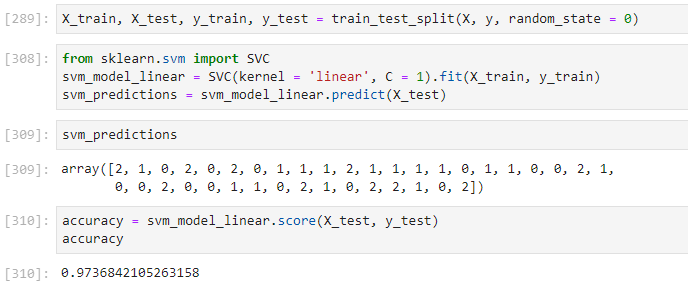 [289]: X_train, X_test, y_train, y_test = train_test_split(X, y, random_state = 0)
[308]: from sklearn.svm import SVC
svm_model_linear = SVC(kernel = 'linear', C = 1).fit(X_train, y_train)
svm_predictions = svm_model_linear.predict(X_test)
[309]: svm_predictions
[309]: array([2, 1, 0, 2, 0, 2, 0, 1, 1, 1, 2, 1, 1, 1, 1, 0, 1, 1, 0, 0, 2, 1,
0, 0, 2, 0, 0, 1, 1, 0, 2, 1, 0, 2, 2, 1, 0, 2])
[310]: accuracy = svm_model_linear.score(X_test, y_test)
accuracy
[310]: 0.9736842105263158